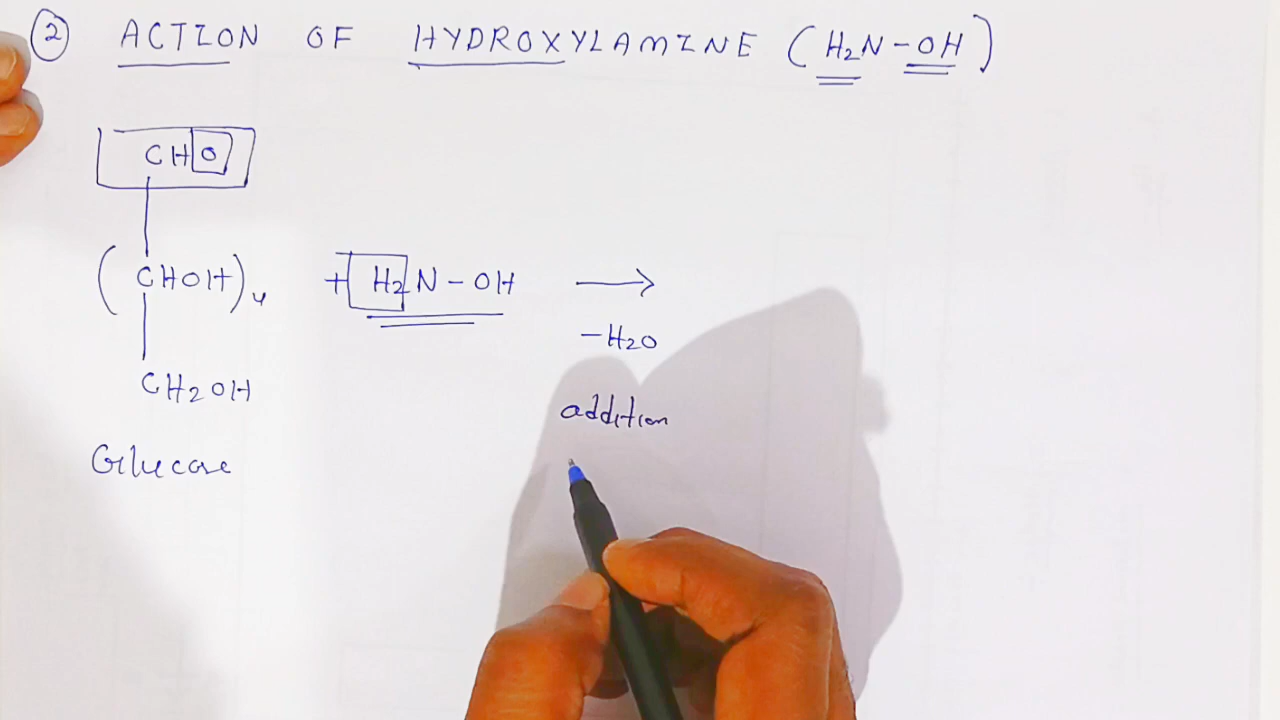 ② ACTION OF HYDROXYLAMINE (H2N-OH)
CHO
(CHOH)4 + H2N-OH →
-H2O
CH2OH
addition
Glucose